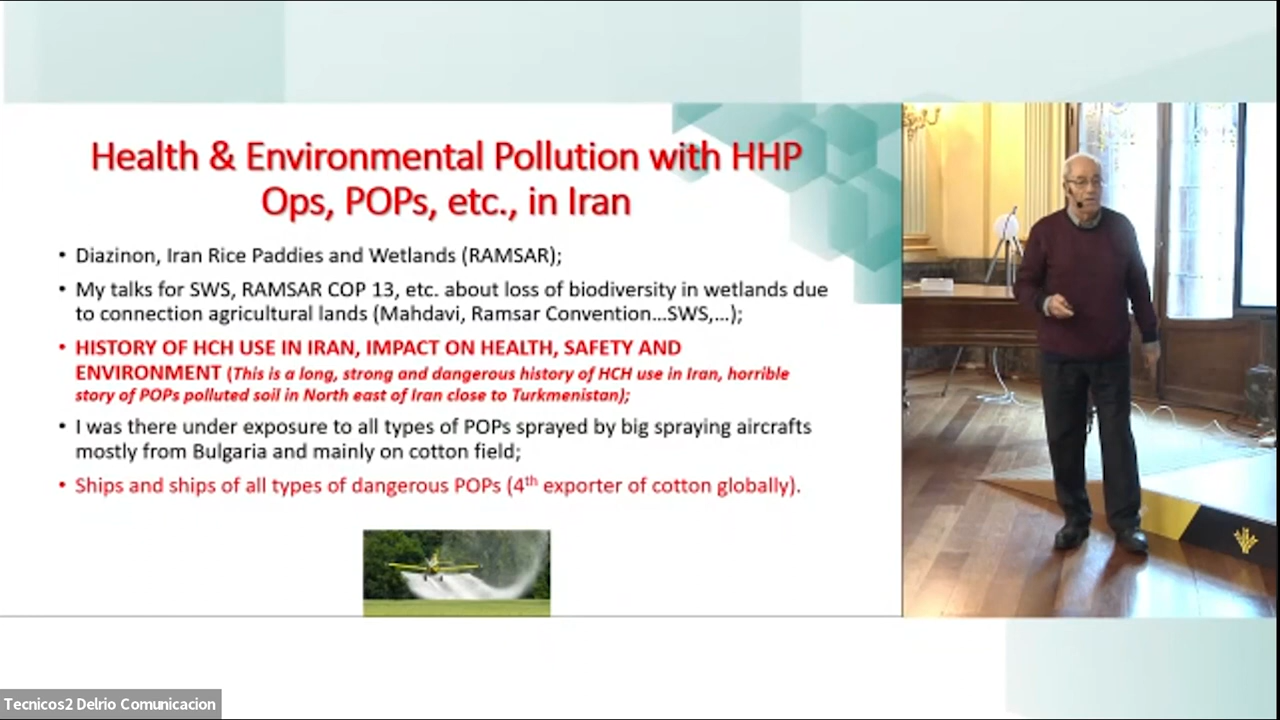 Health & Environmental Pollution with HHP
Ops, POPs, etc., in Iran
• Diazinon, Iran Rice Paddies and Wetlands (RAMSAR);
• My talks for SWS, RAMSAR COP 13, etc. about loss of biodiversity in wetlands due
to connection agricultural lands (Mahdavi, Ramsar Convention...SWS,...);
• HISTORY OF HCH USE IN IRAN, IMPACT ON HEALTH, SAFETY AND
ENVIRONMENT (This is a long, strong and dangerous history of HCH use in Iran, horrible
story of POPs polluted soil in North east of Iran close to Turkmenistan);
• I was there under exposure to all types of POPs sprayed by big spraying aircrafts
mostly from Bulgaria and mainly on cotton field;
• Ships and ships of all types of dangerous POPs (4th exporter of cotton globally).
Tecnicos2 Delrio Comunicacion